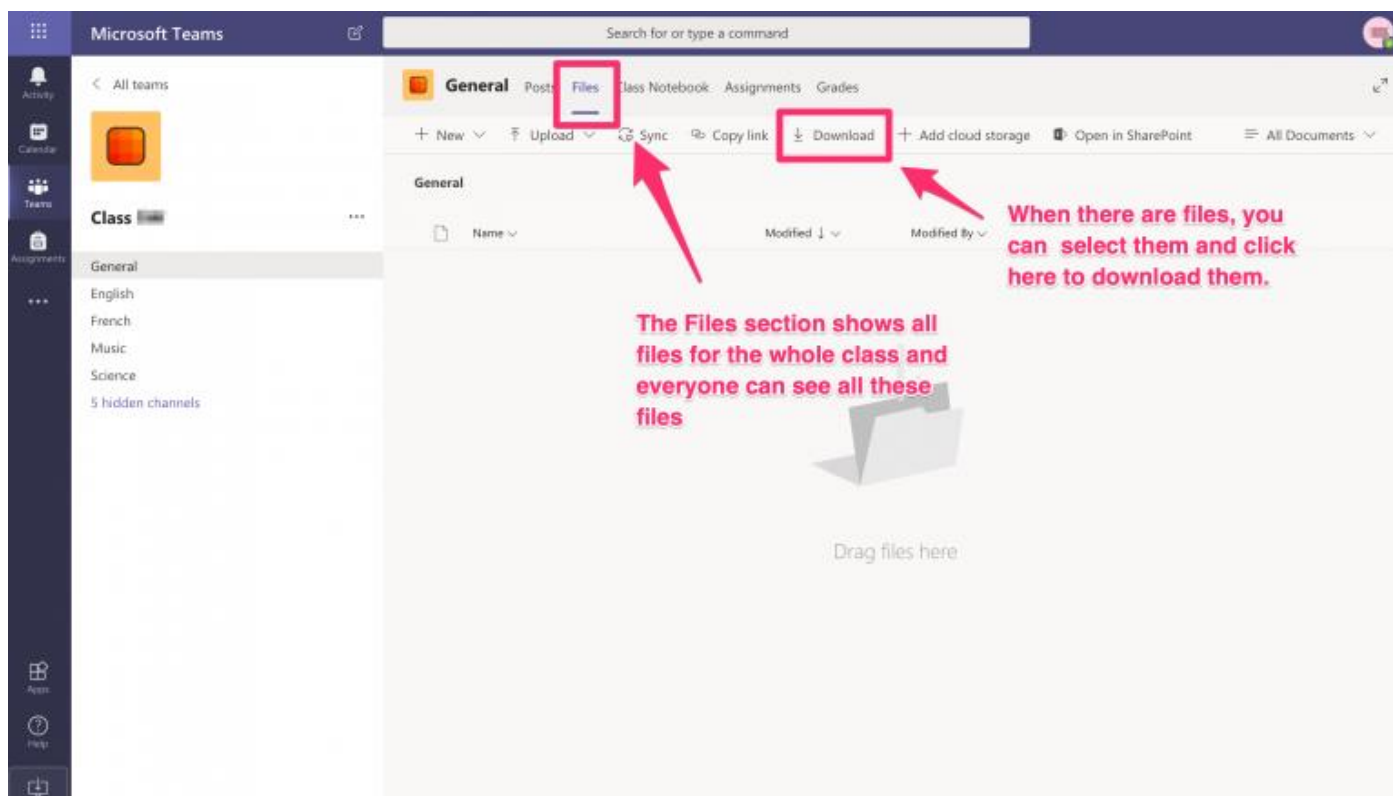 Microsoft Teams
Search for or type a command
Activity
Calendar
Teams
Assignments
Apps
Help
< All teams
Class
General
English
French
Music
Science
5 hidden channels
General Posts Files Class Notebook Assignments Grades
+ New Upload Sync Copy link Download + Add cloud storage Open in SharePoint All Documents
General
Name Modified ↓ Modified By
When there are files, you
can select them and click
here to download them.
The Files section shows all
files for the whole class and
everyone can see all these
files
Drag files here